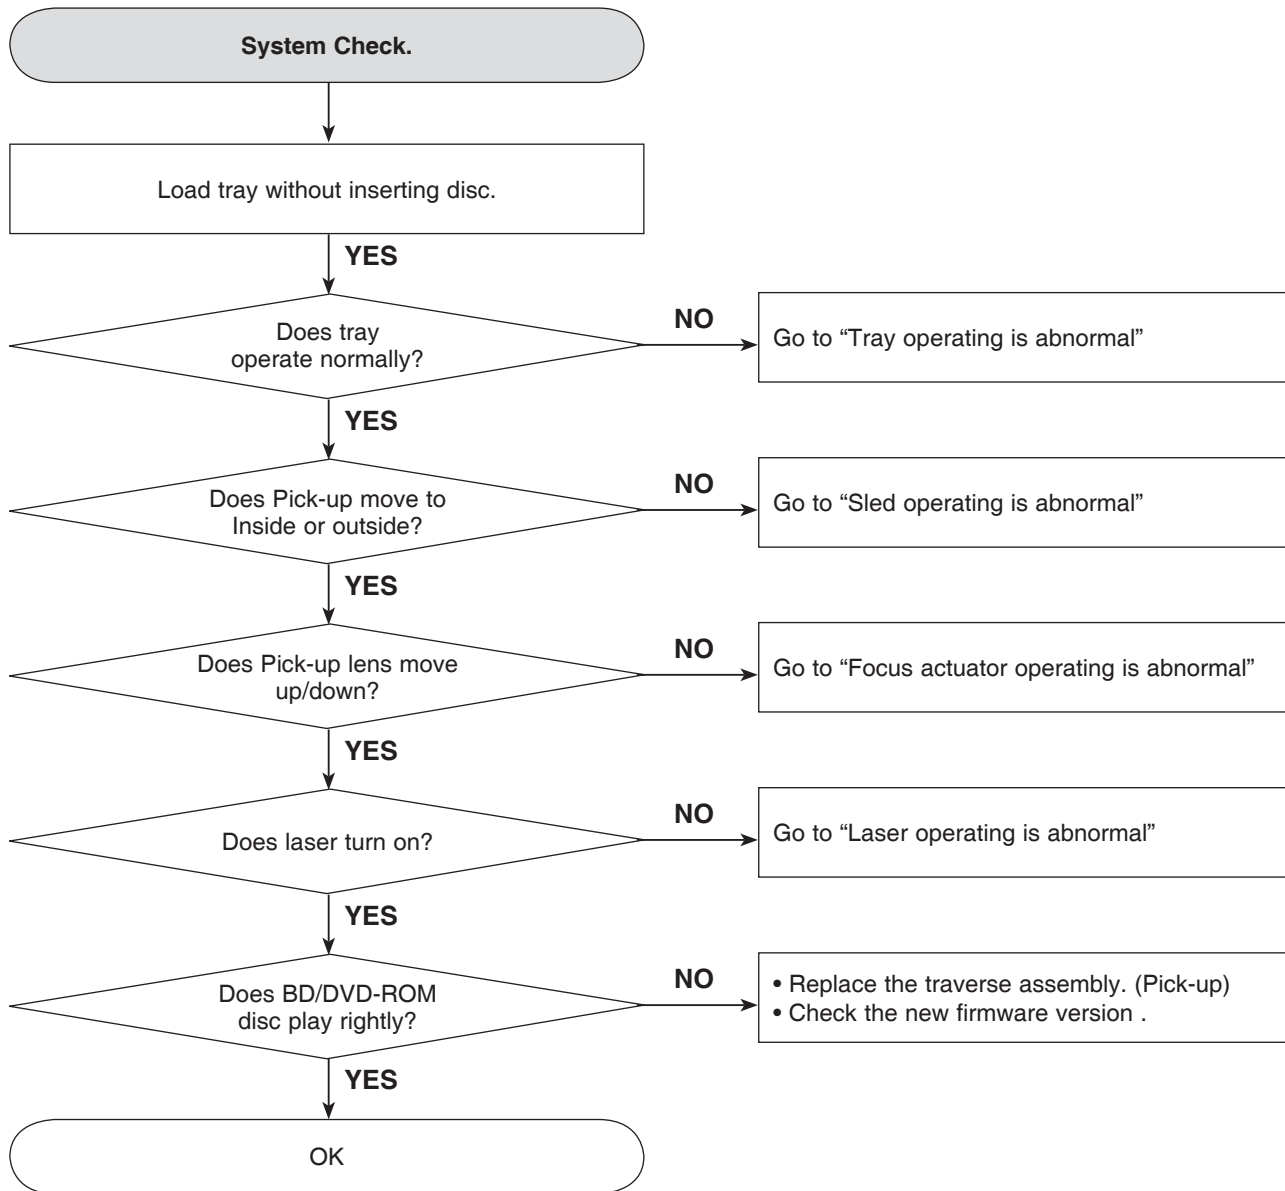 System Check.
Load tray without inserting disc.
YES
Does tray
operate normally?
NO
Go to “Tray operating is abnormal”
YES
Does Pick-up move to
Inside or outside?
NO
Go to “Sled operating is abnormal”
YES
Does Pick-up lens move
up/down?
NO
Go to “Focus actuator operating is abnormal”
YES
Does laser turn on?
NO
Go to “Laser operating is abnormal”
YES
Does BD/DVD-ROM
disc play rightly?
NO
• Replace the traverse assembly. (Pick-up)
• Check the new firmware version .
YES
OK